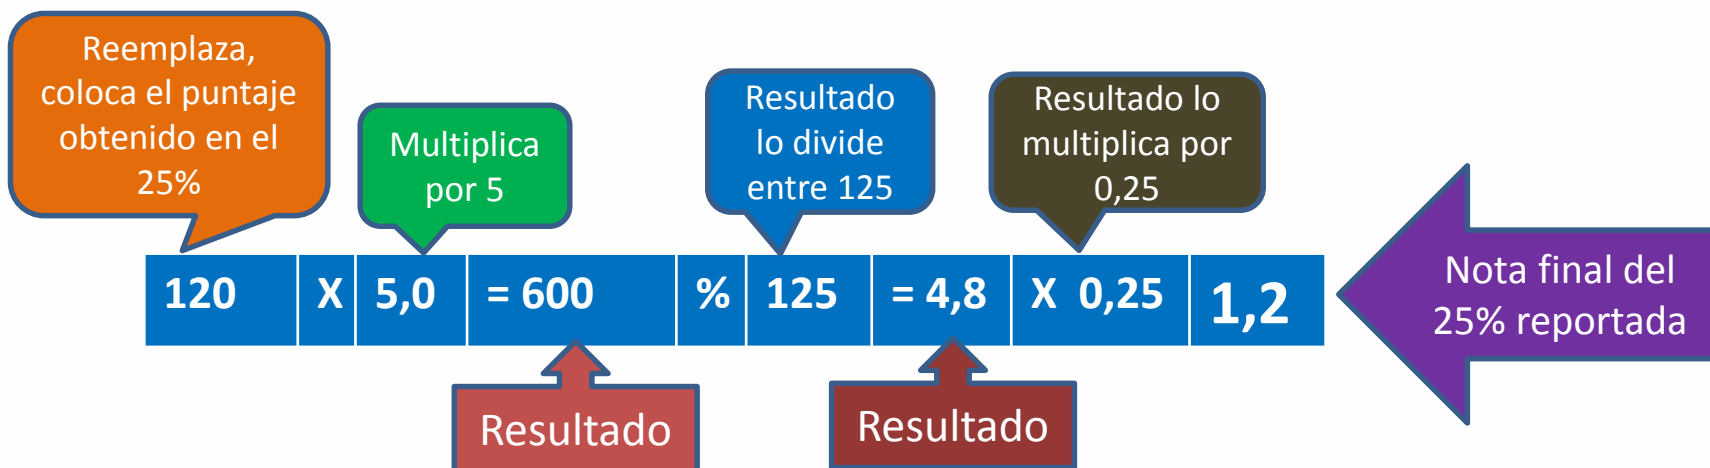 Reemplaza,
coloca el puntaje
obtenido en el
25%
Multiplica
por 5
Resultado
lo divide
entre 125
Resultado lo
multiplica por
0,25
120 X 5,0 = 600 % 125 = 4,8 X 0,25 1,2
Nota final del
25% reportada
Resultado
Resultado